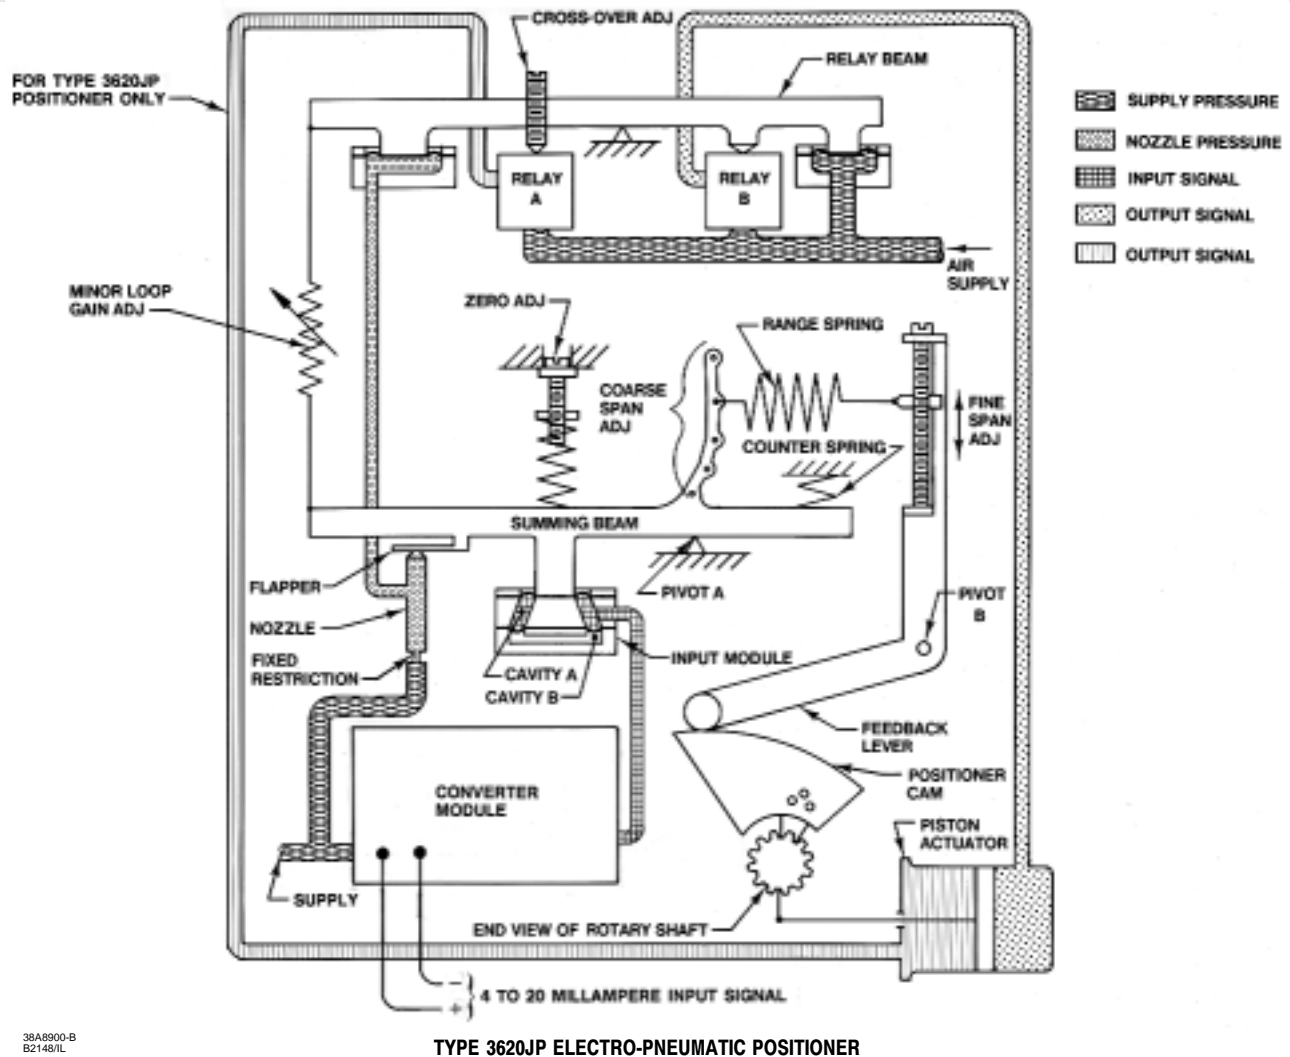 CROSS-OVER ADJ
RELAY BEAM
FOR TYPE 3620JP
POSITIONER ONLY
SUPPLY PRESSURE
NOZZLE PRESSURE
INPUT SIGNAL
OUTPUT SIGNAL
OUTPUT SIGNAL
RELAY
A
RELAY
B
AIR
SUPPLY
MINOR LOOP
GAIN ADJ
ZERO ADJ
RANGE SPRING
COARSE
SPAN
ADJ
FINE
SPAN
ADJ
COUNTER SPRING
SUMMING BEAM
FLAPPER
PIVOT A
PIVOT
B
NOZZLE
FIXED
RESTRICTION
INPUT MODULE
CAVITY A
CAVITY B
FEEDBACK
LEVER
CONVERTER
MODULE
POSITIONER
CAM
PISTON
ACTUATOR
SUPPLY
END VIEW OF ROTARY SHAFT
−
+
4 TO 20 MILLAMPERE INPUT SIGNAL
38A8900-B
B2148/IL
TYPE 3620JP ELECTRO-PNEUMATIC POSITIONER